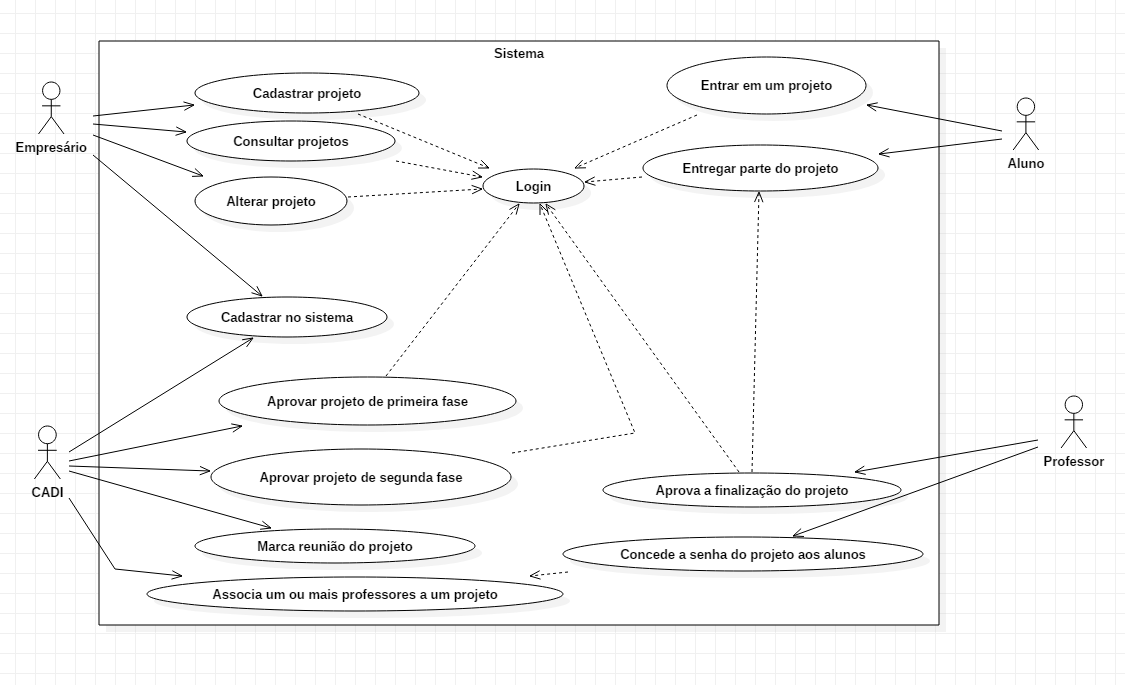 Sistema
Cadastrar projeto
Entrar em um projeto
Consultar projetos
Empresário
Aluno
Entregar parte do projeto
Login
Alterar projeto
Cadastrar no sistema
Aprovar projeto de primeira fase
Professor
Aprovar projeto de segunda fase
CADI
Aprova a finalização do projeto
Marca reunião do projeto
Concede a senha do projeto aos alunos
Associa um ou mais professores a um projeto